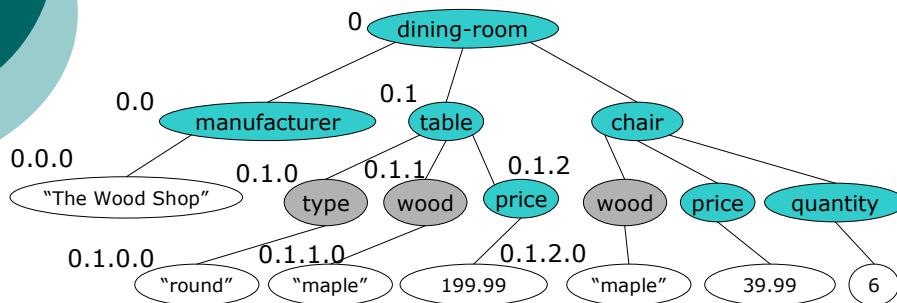 0 dining-room
0.0 manufacturer 0.1 table chair
0.0.0 “The Wood Shop” 0.1.0 type 0.1.1 wood 0.1.2 price wood price quantity
0.1.0.0 “round” 0.1.1.0 “maple” 199.99 0.1.2.0 “maple” 39.99 6